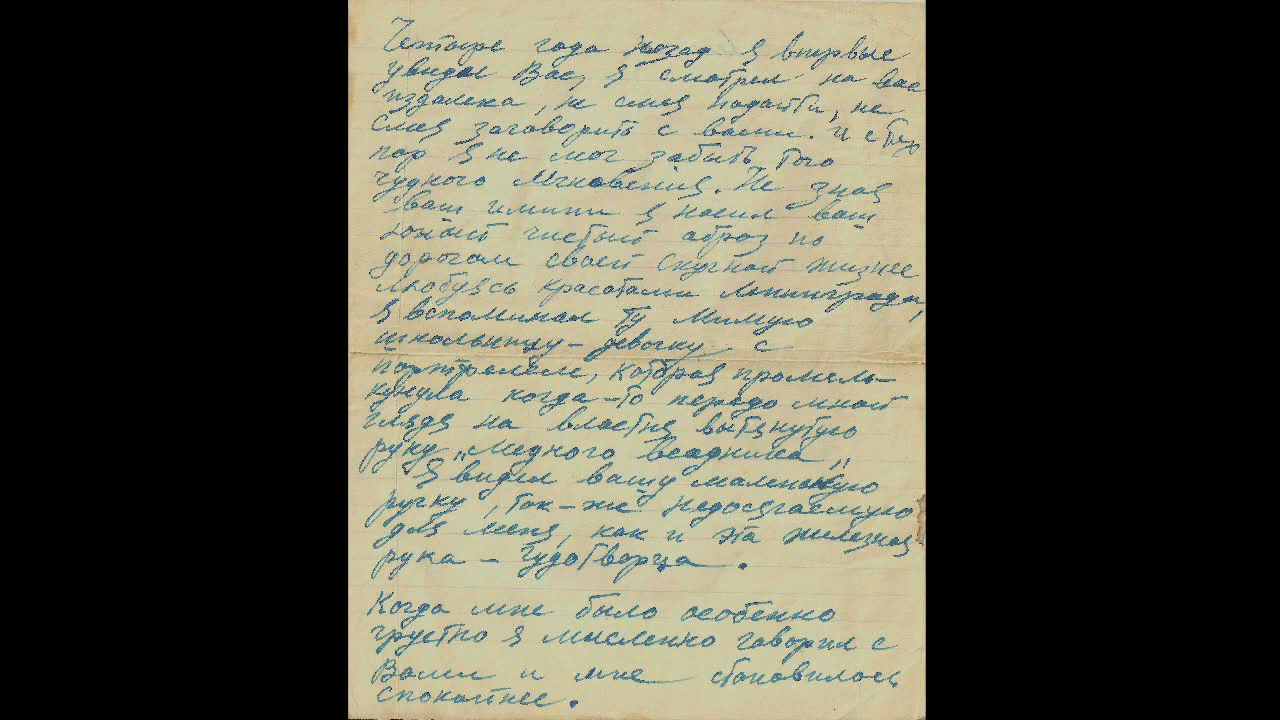 Четыре года назад я впервые
увидел Вас, я смотрел на вас
издалека, не смея подойти, не
смея заговорить с вами. И с тех
пор я не мог забыть того
чудного мгновения. Не зная
ваш имени я носил ваш
чистый образ по
дорогам своей скучной жизнее
Любуясь красотами Ленинграда,
я вспоминал ту милую
школьницу - девочку с
портфелем, которая промель-
кнула когда-то передо мной
глядя на властно вытянутую
руку „медного всадника„
Я видел вашу маленькую
ручку, так-же недосягаемую
для меня, как и эта железная
рука - чудотворца.
Когда мне было особенно
грустно я мысленно говорил с
Вами и мне становилось
спокойнее.